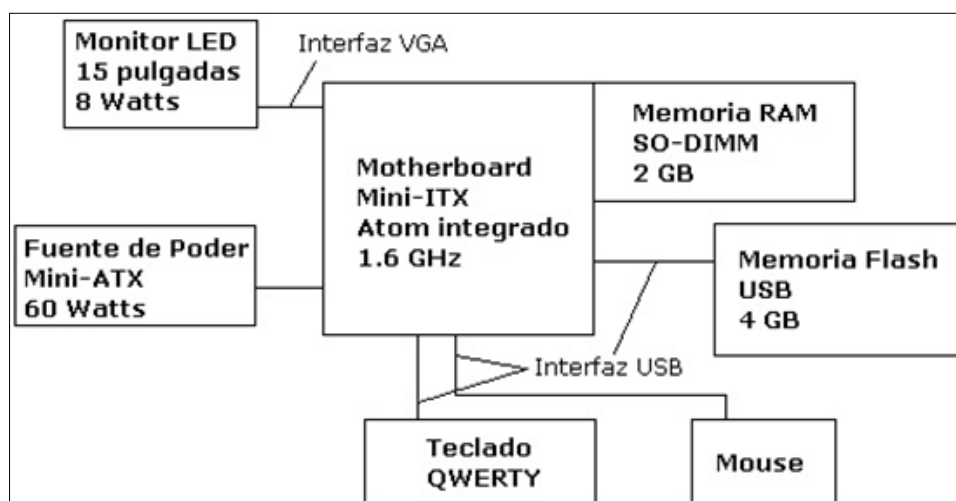 Monitor LED
15 pulgadas
8 Watts
Interfaz VGA
Motherboard
Mini-ITX
Atom integrado
1.6 GHz
Memoria RAM
SO-DIMM
2 GB
Fuente de Poder
Mini-ATX
60 Watts
Memoria Flash
USB
4 GB
Interfaz USB
Teclado
QWERTY
Mouse